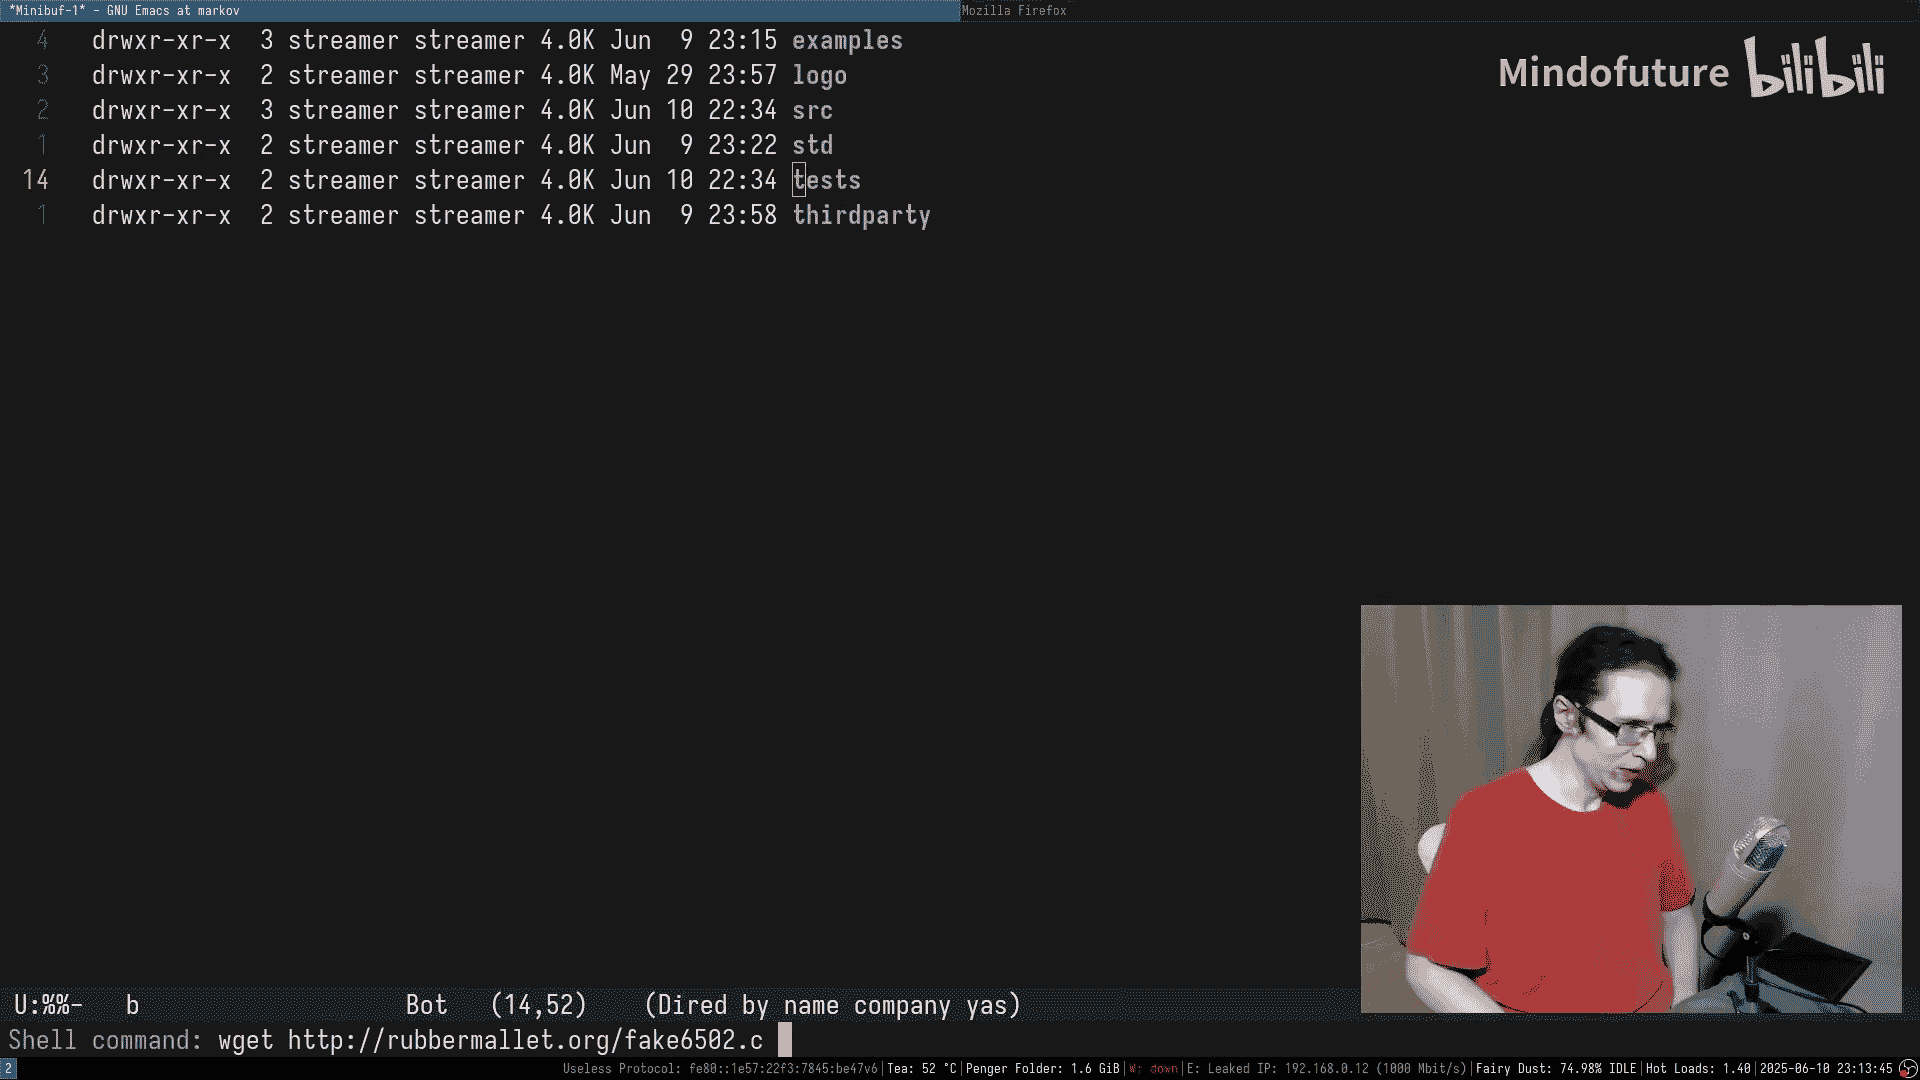 *Minibuf-1* - GNU Emacs at markov
Mozilla Firefox
4 drwxr-xr-x 3 streamer streamer 4.0K Jun 9 23:15 examples
3 drwxr-xr-x 2 streamer streamer 4.0K May 29 23:57 logo
2 drwxr-xr-x 3 streamer streamer 4.0K Jun 10 22:34 src
1 drwxr-xr-x 2 streamer streamer 4.0K Jun 9 23:22 std
14 drwxr-xr-x 2 streamer streamer 4.0K Jun 10 22:34 tests
1 drwxr-xr-x 2 streamer streamer 4.0K Jun 9 23:58 thirdparty
Mindofuture bilibili
U:%%- b Bot (14,52) (Dired by name company yas)
Shell command: wget http://rubbermallet.org/fake6502.c
2 Useless Protocol: fe80::1e57:22f3:7845:be47v6|Tea: 52 °C|Penger Folder: 1.6 GiB|W: down|E: Leaked IP: 192.168.0.12 (1000 Mbit/s)|Fairy Dust: 74.98% IDLE|Hot Loads: 1.40|2025-06-10 23:13:45